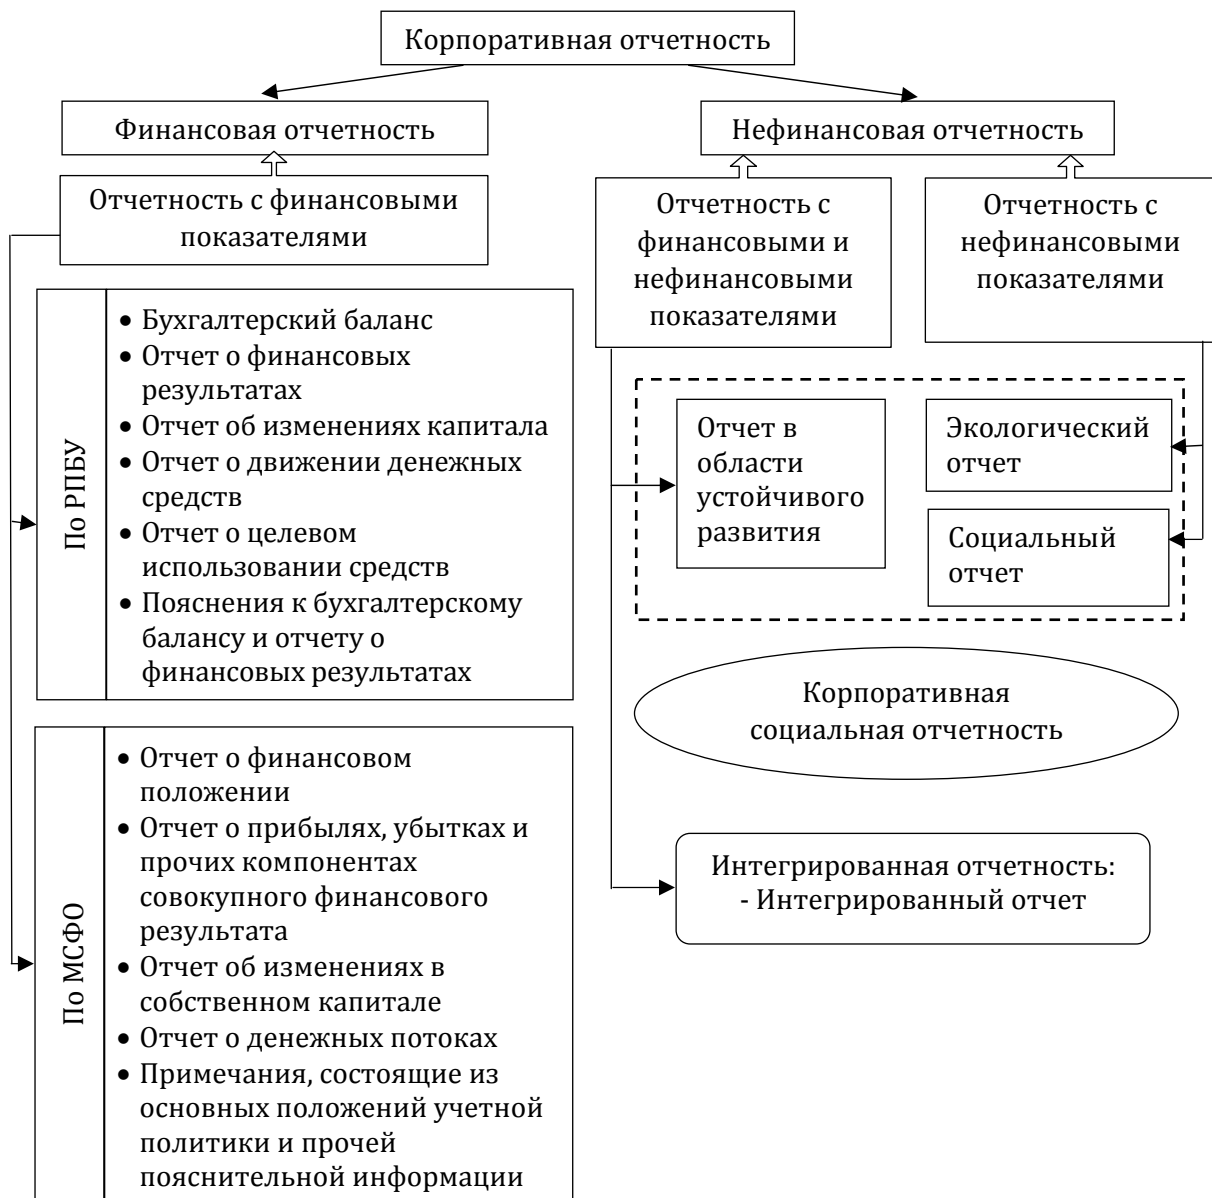 Корпоративная отчетность
Финансовая отчетность
Нефинансовая отчетность
Отчетность с финансовыми
показателями
Отчетность с
финансовыми и
нефинансовыми
показателями
Отчетность с
нефинансовыми
показателями
По РПБУ
• Бухгалтерский баланс
• Отчет о финансовых
результатах
• Отчет об изменениях капитала
• Отчет о движении денежных
средств
• Отчет о целевом
использовании средств
• Пояснения к бухгалтерскому
балансу и отчету о
финансовых результатах
По МСФО
• Отчет о финансовом
положении
• Отчет о прибылях, убытках и
прочих компонентах
совокупного финансового
результата
• Отчет об изменениях в
собственном капитале
• Отчет о денежных потоках
• Примечания, состоящие из
основных положений учетной
политики и прочей
пояснительной информации
Отчет в
области
устойчивого
развития
Экологический
отчет
Социальный
отчет
Корпоративная
социальная отчетность
Интегрированная отчетность:
- Интегрированный отчет